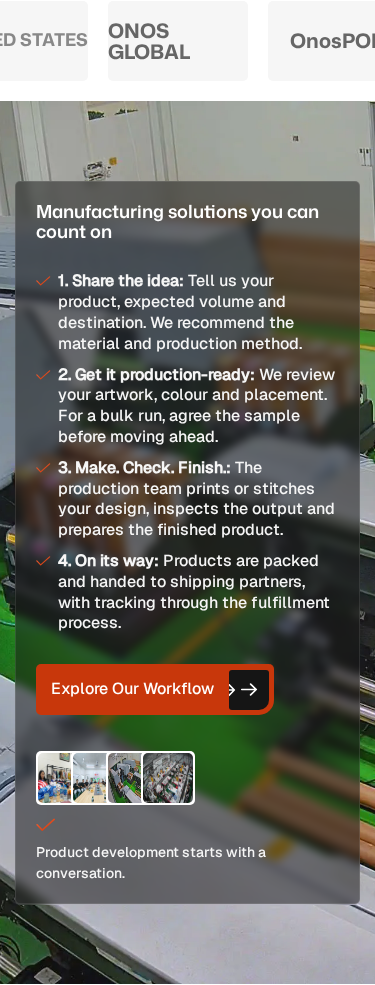 ED STATES
ONOS
GLOBAL
OnosPO
Manufacturing solutions you can
count on
1. Share the idea: Tell us your
product, expected volume and
destination. We recommend the
material and production method.
2. Get it production-ready: We review
your artwork, colour and placement.
For a bulk run, agree the sample
before moving ahead.
3. Make. Check. Finish.: The
production team prints or stitches
your design, inspects the output and
prepares the finished product.
4. On its way: Products are packed
and handed to shipping partners,
with tracking through the fulfillment
process.
Explore Our Workflow
Product development starts with a
conversation.